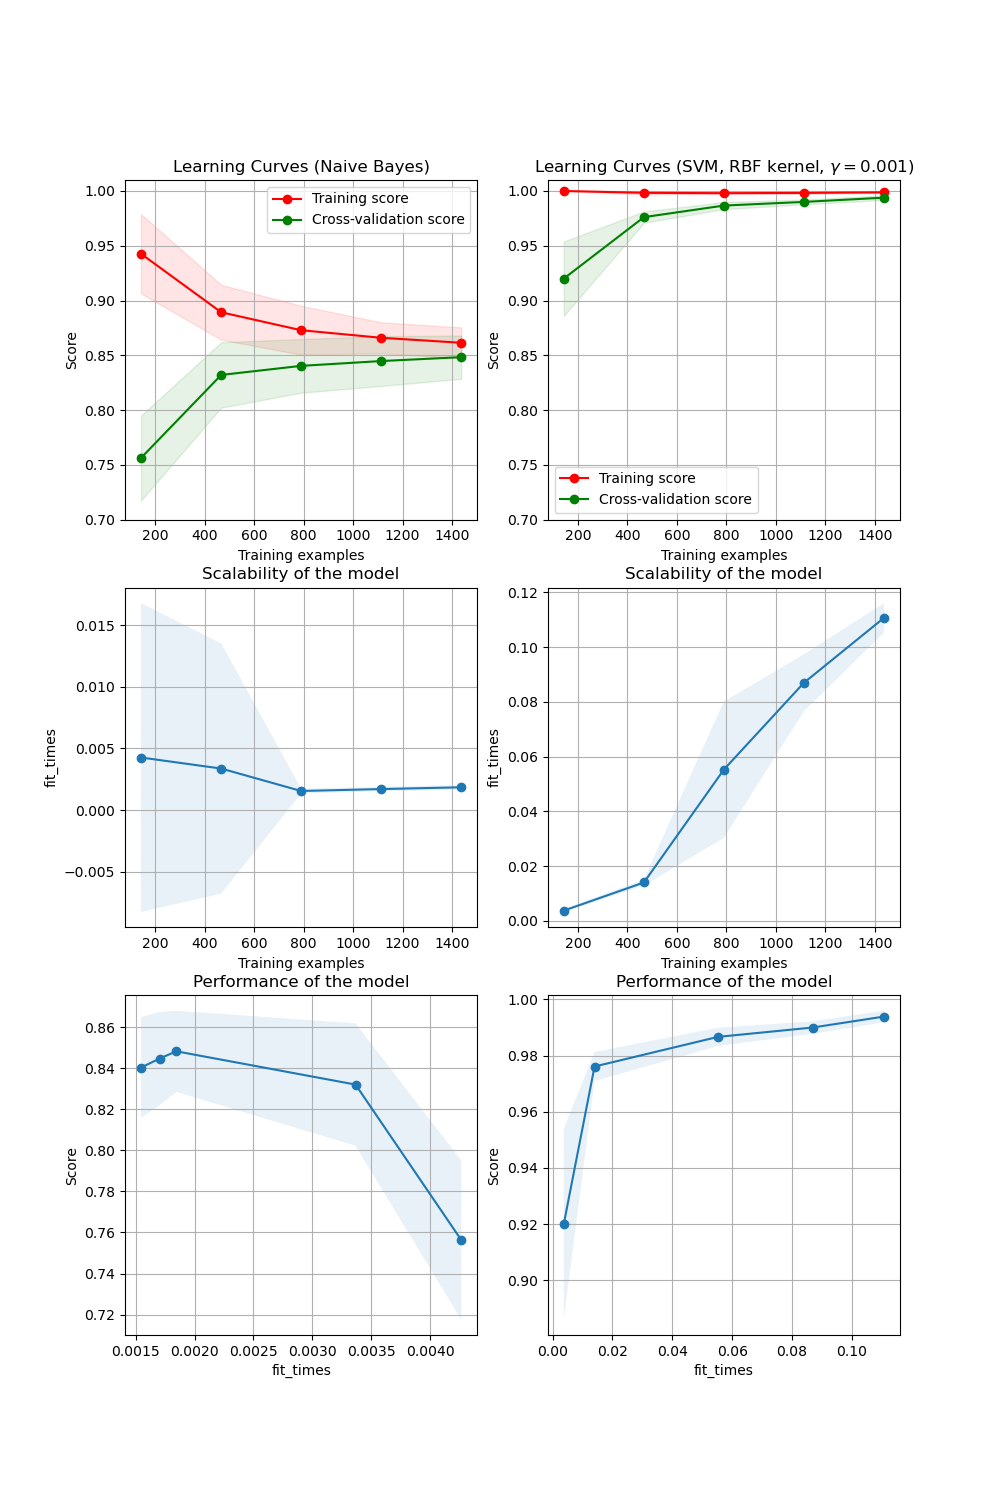 Learning Curves (Naive Bayes)
1.00
0.95
0.90
0.85
0.80
0.75
0.70
Score
Training score
Cross-validation score
200 400 600 800 1000 1200 1400
Training examples
Learning Curves (SVM, RBF kernel, γ = 0.001)
1.00
0.95
0.90
0.85
0.80
0.75
0.70
Score
Training score
Cross-validation score
200 400 600 800 1000 1200 1400
Training examples
Scalability of the model
0.015
0.010
0.005
0.000
−0.005
fit_times
200 400 600 800 1000 1200 1400
Training examples
Scalability of the model
0.12
0.10
0.08
0.06
0.04
0.02
0.00
fit_times
200 400 600 800 1000 1200 1400
Training examples
Performance of the model
0.86
0.84
0.82
0.80
0.78
0.76
0.74
0.72
Score
0.0015 0.0020 0.0025 0.0030 0.0035 0.0040
fit_times
Performance of the model
1.00
0.98
0.96
0.94
0.92
0.90
Score
0.00 0.02 0.04 0.06 0.08 0.10
fit_times